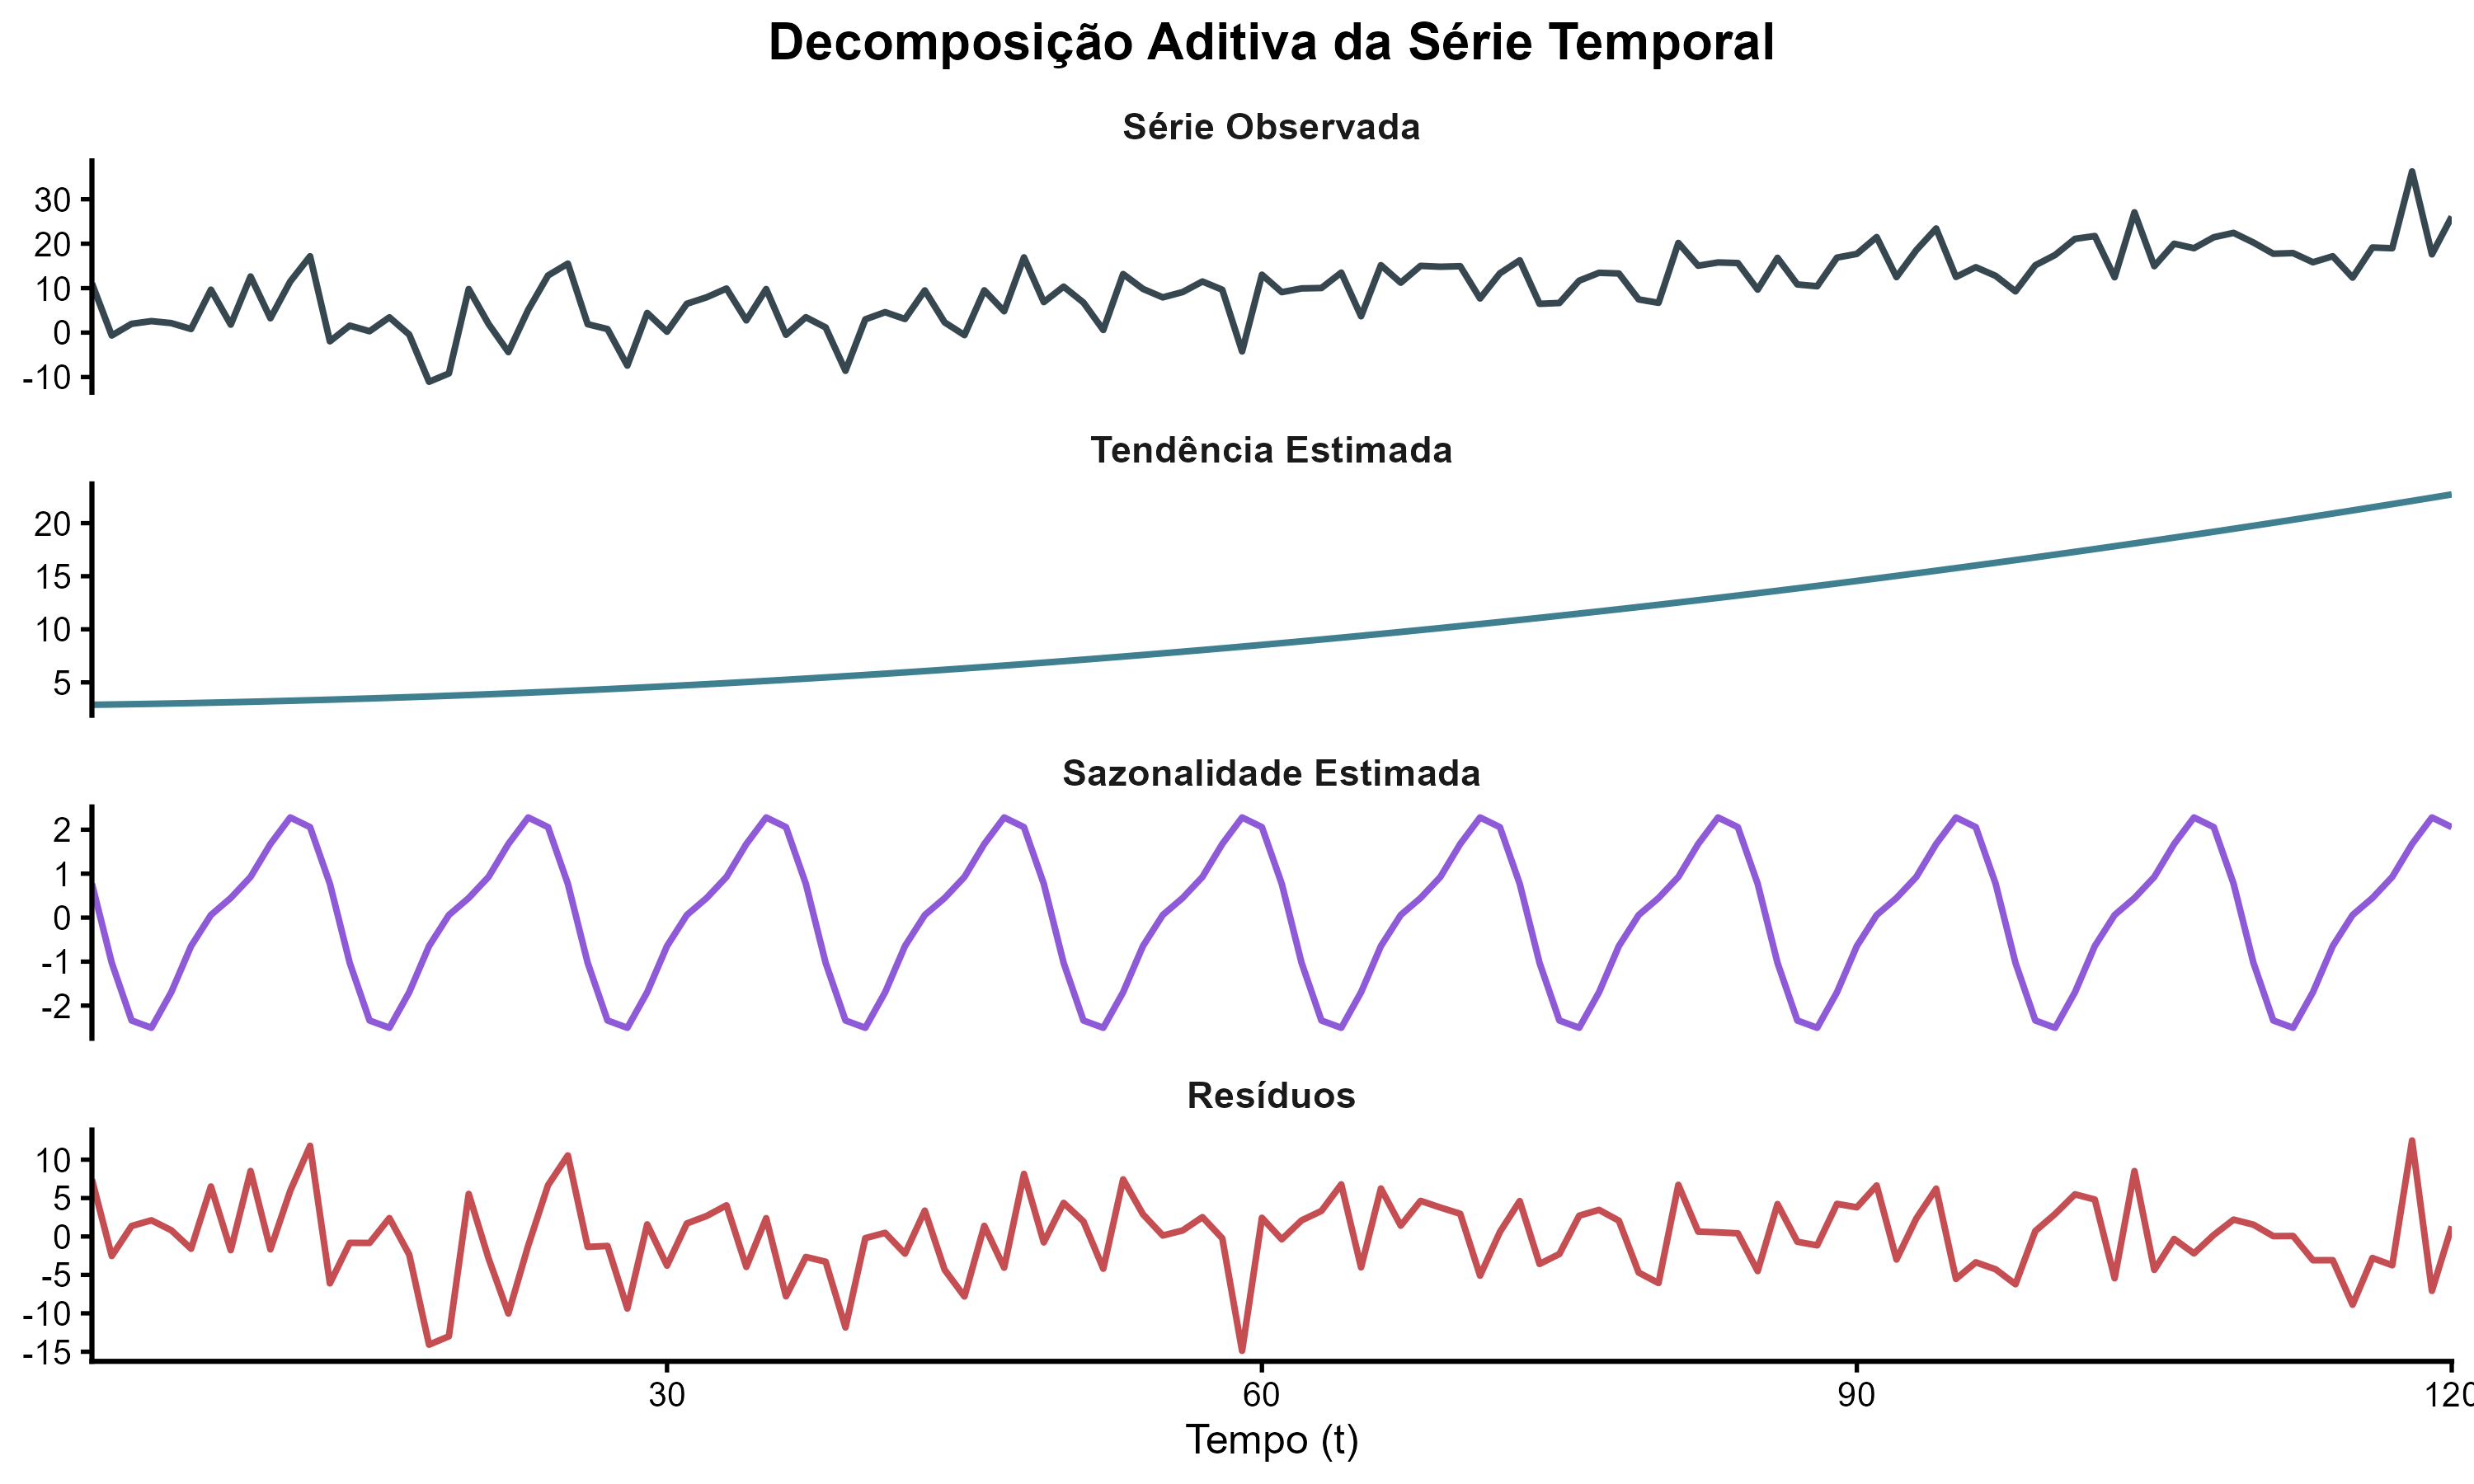 Decomposição Aditiva da Série Temporal
Série Observada
30
20
10
0
-10
Tendência Estimada
20
15
10
5
Sazonalidade Estimada
2
1
0
-1
-2
Resíduos
10
5
0
-5
-10
-15
30 60 90 120
Tempo (t)